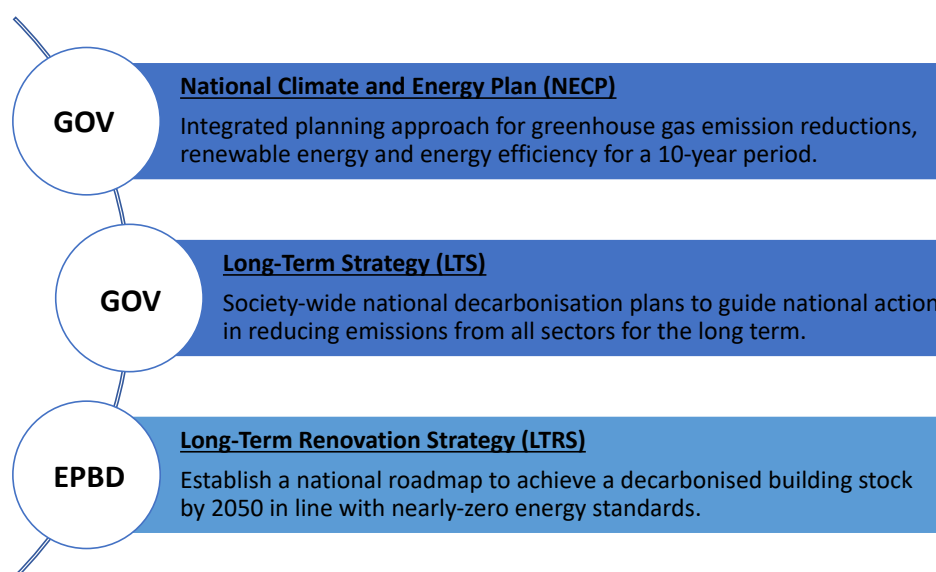 GOV
National Climate and Energy Plan (NECP)
Integrated planning approach for greenhouse gas emission reductions,
renewable energy and energy efficiency for a 10-year period.
GOV
Long-Term Strategy (LTS)
Society-wide national decarbonisation plans to guide national action
in reducing emissions from all sectors for the long term.
EPBD
Long-Term Renovation Strategy (LTRS)
Establish a national roadmap to achieve a decarbonised building stock
by 2050 in line with nearly-zero energy standards.